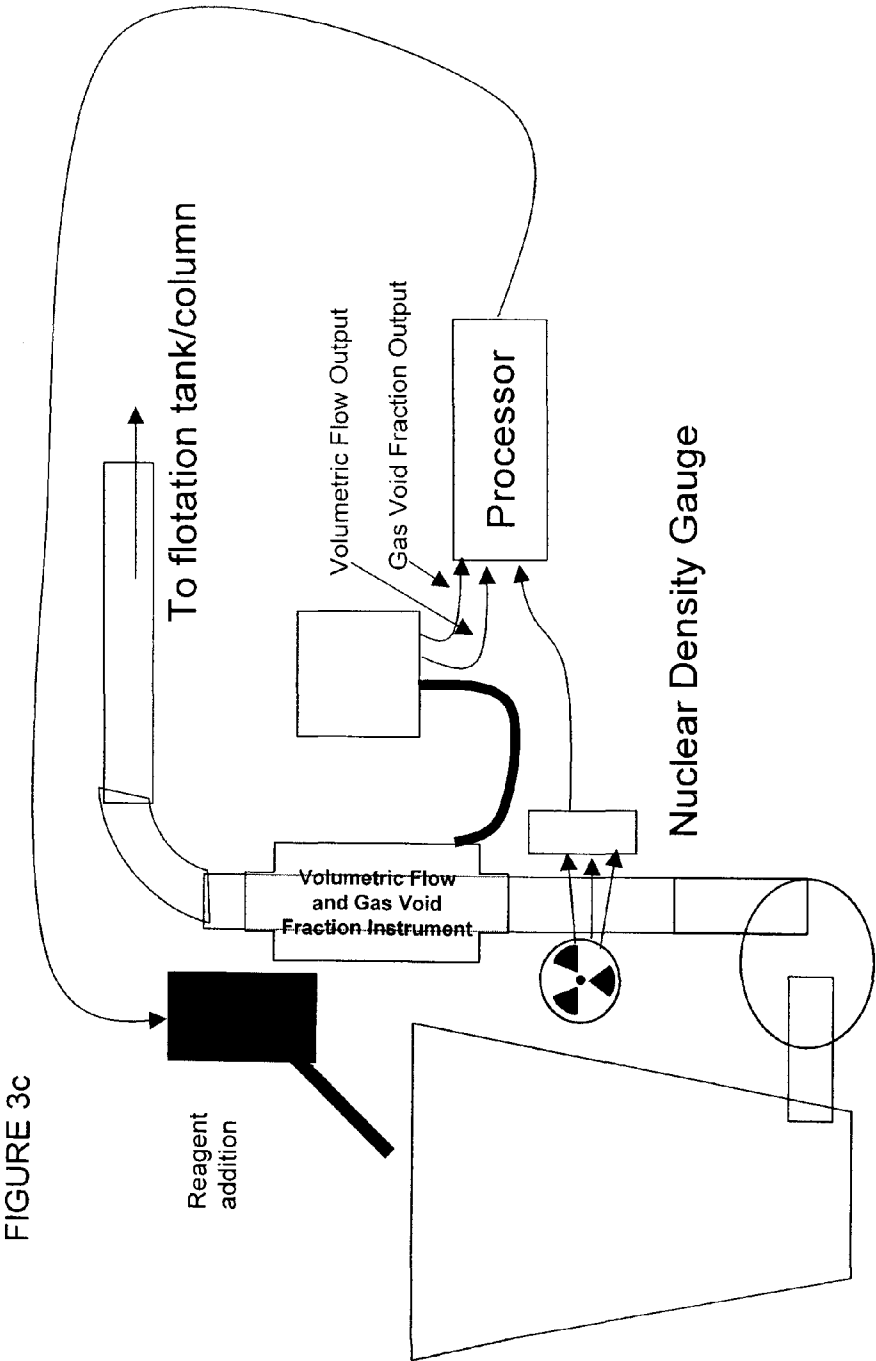 FIGURE 3c
Reagent
addition
To flotation tank/column
Volumetric Flow
and Gas Void
Fraction Instrument
Volumetric Flow Output
Gas Void Fraction Output
Processor
Nuclear Density Gauge